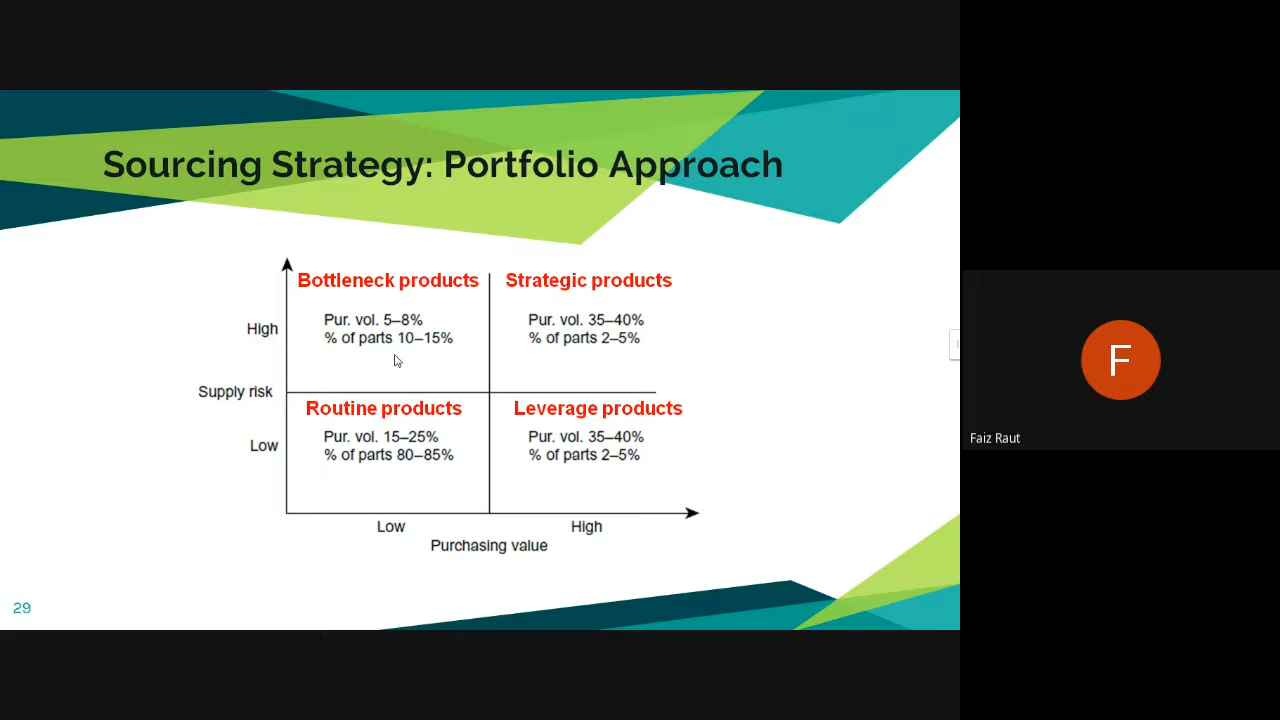 Sourcing Strategy: Portfolio Approach
Bottleneck products
Strategic products
High
Pur. vol. 5–8%
% of parts 10–15%
Pur. vol. 35–40%
% of parts 2–5%
Supply risk
Routine products
Leverage products
Low
Pur. vol. 15–25%
% of parts 80–85%
Pur. vol. 35–40%
% of parts 2–5%
Low
High
Purchasing value
29
F
Faiz Raut